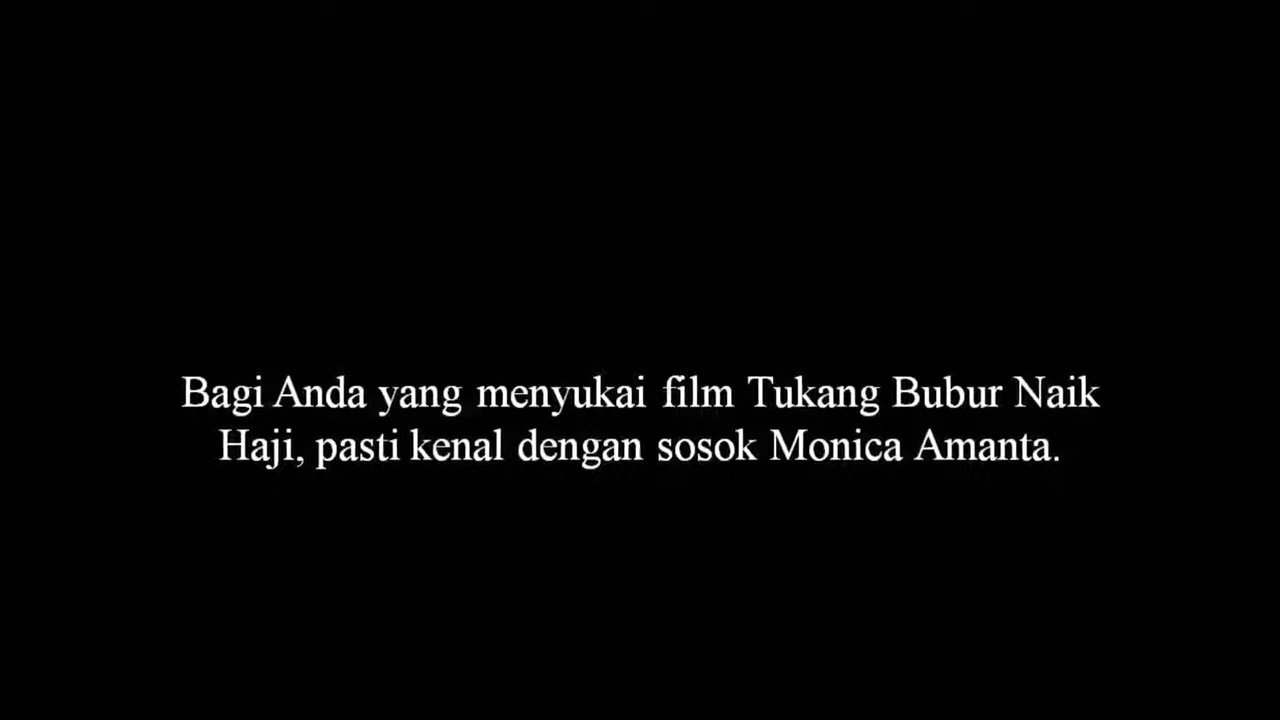 Bagi Anda yang menyukai film Tukang Bubur Naik
Haji, pasti kenal dengan sosok Monica Amanta.